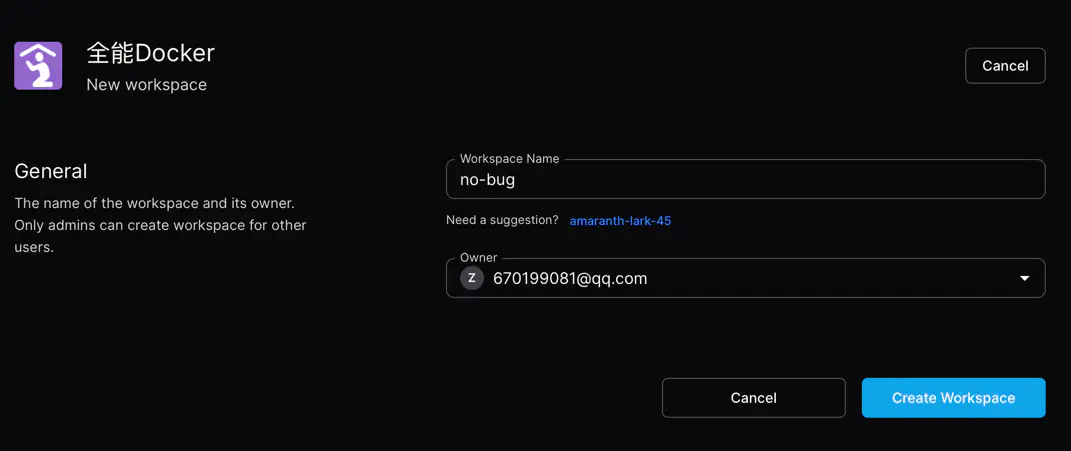 全能Docker
New workspace
Cancel
General
The name of the workspace and its owner.
Only admins can create workspace for other
users.
Workspace Name
no-bug
Need a suggestion? amaranth-lark-45
Owner
Z 670199081@qq.com
Cancel
Create Workspace